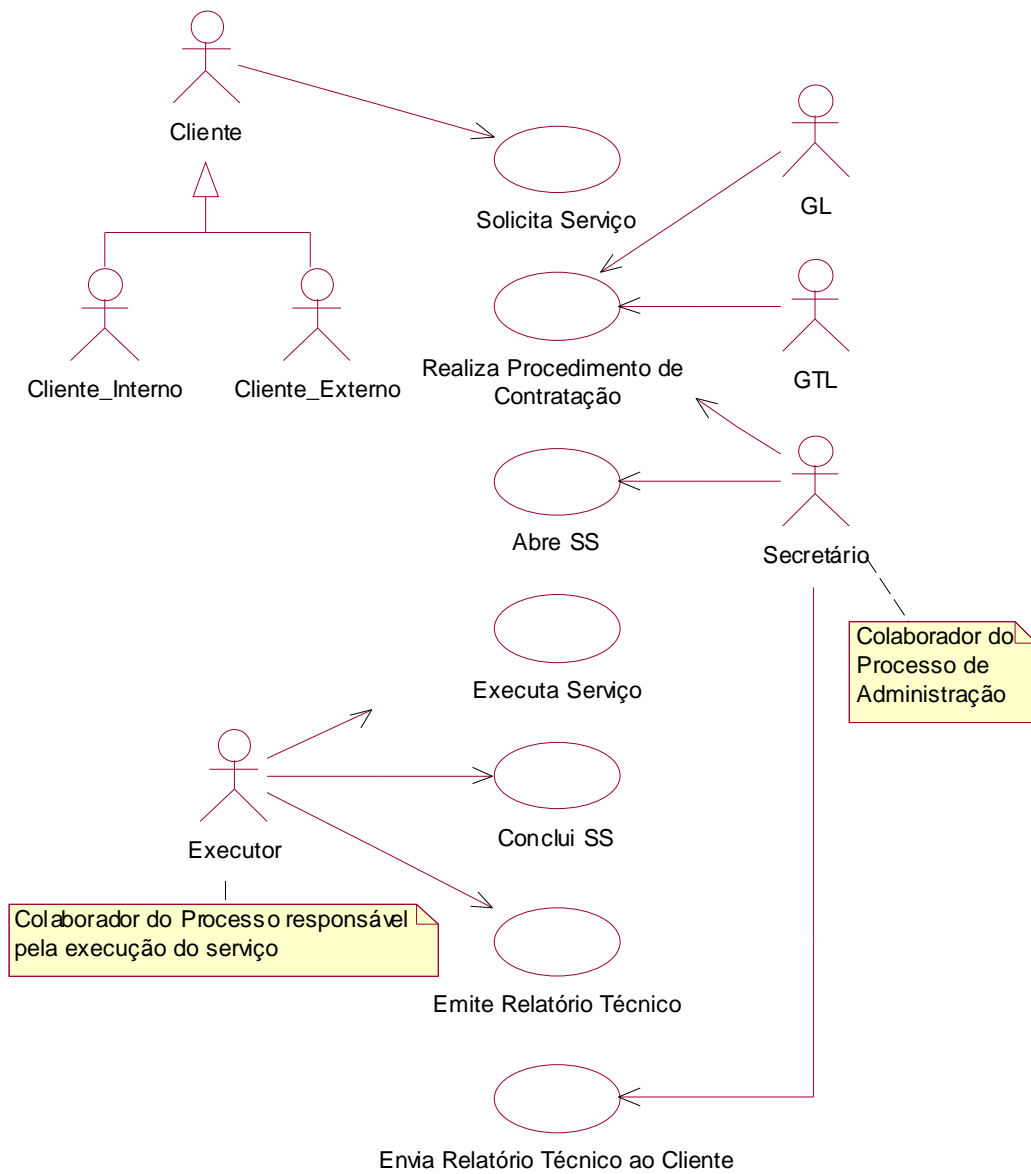 Cliente
GL
Solicita Serviço
Cliente_Interno
Cliente_Externo
Realiza Procedimento de
Contratação
GTL
Abre SS
Secretário
Colaborador do
Processo de
Administração
Executa Serviço
Executor
Conclui SS
Colaborador do Processo responsável
pela execução do serviço
Emite Relatório Técnico
Envia Relatório Técnico ao Cliente